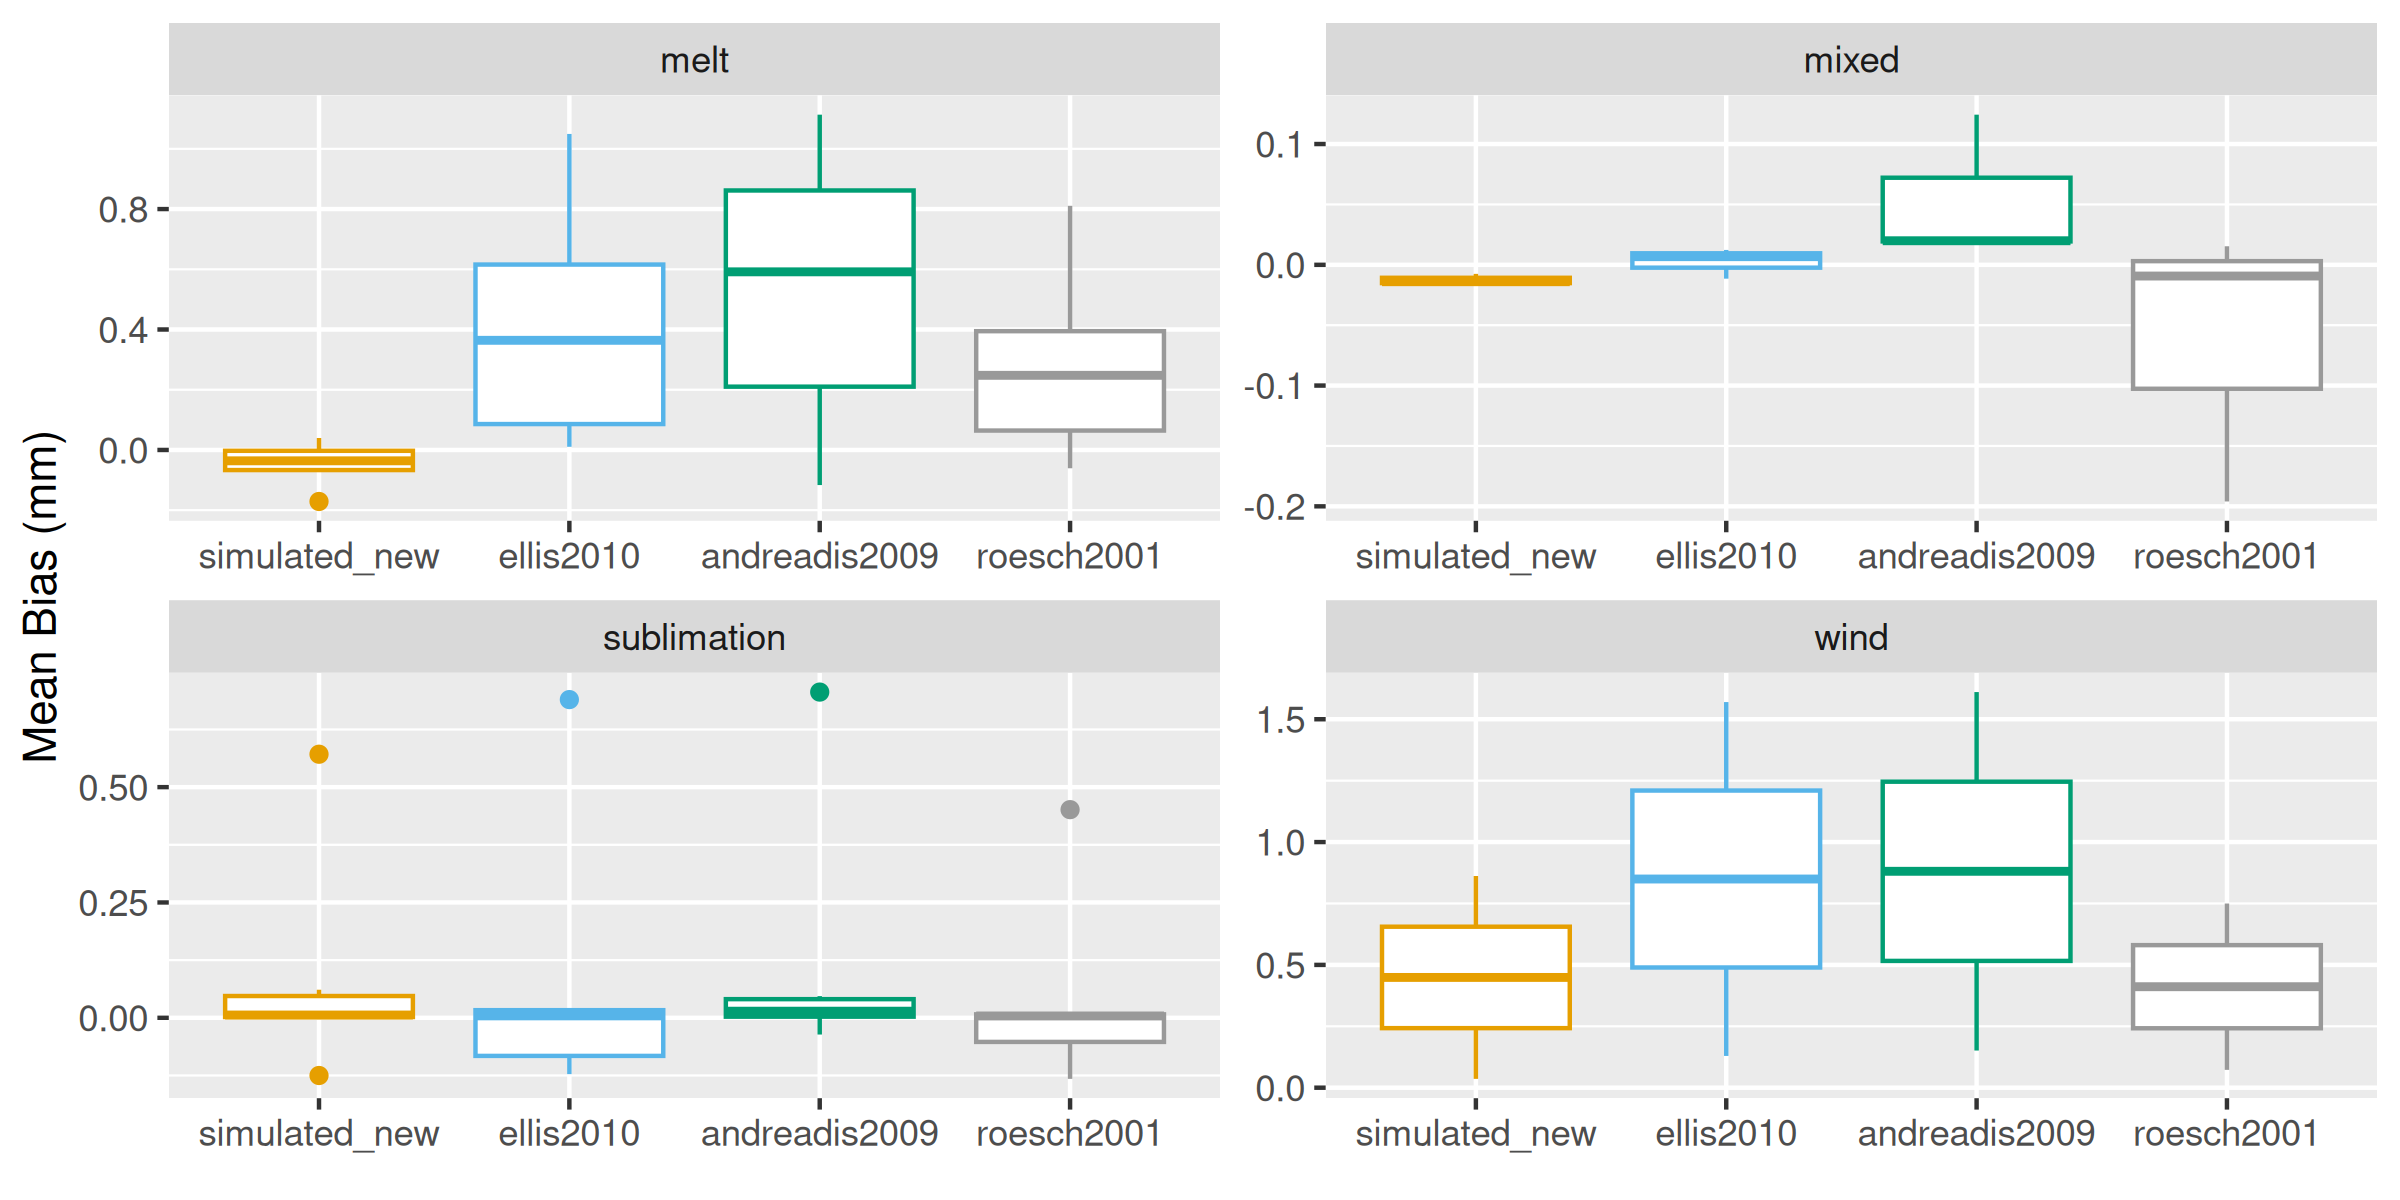 melt
mixed
0.8
0.4
0.0
0.1
0.0
-0.1
-0.2
simulated_new ellis2010 andreadis2009 roesch2001
simulated_new ellis2010 andreadis2009 roesch2001
Mean Bias (mm)
sublimation
wind
0.50
0.25
0.00
1.5
1.0
0.5
0.0
simulated_new ellis2010 andreadis2009 roesch2001
simulated_new ellis2010 andreadis2009 roesch2001